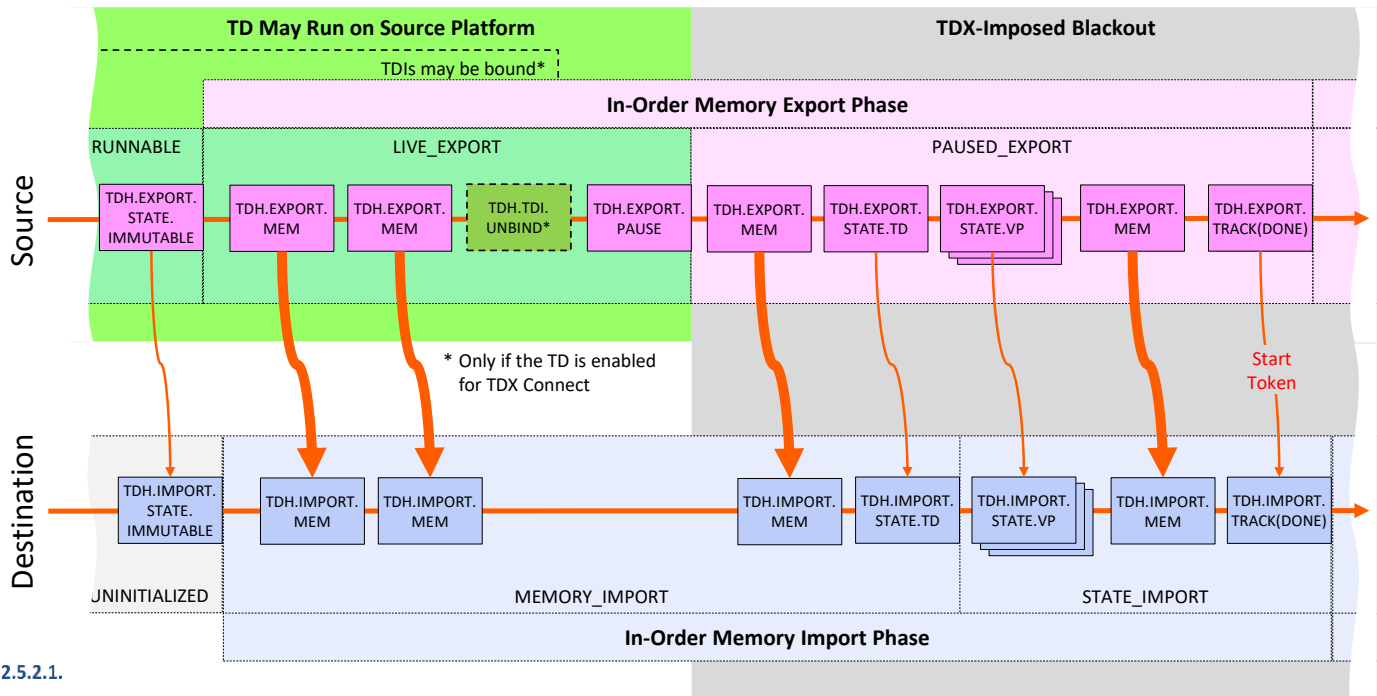 TD May Run on Source Platform
TDX-Imposed Blackout
TDIs may be bound*
In-Order Memory Export Phase
RUNNABLE
LIVE_EXPORT
PAUSED_EXPORT
Source
TDH.EXPORT.
STATE.
IMMUTABLE
TDH.EXPORT.
MEM
TDH.EXPORT.
MEM
TDH.TDI.
UNBIND*
TDH.EXPORT.
PAUSE
TDH.EXPORT.
MEM
TDH.EXPORT.
STATE.TD
TDH.EXPORT.
STATE.VP
TDH.EXPORT.
MEM
TDH.EXPORT.
TRACK(DONE)
* Only if the TD is enabled
for TDX Connect
Start
Token
Destination
TDH.IMPORT.
STATE.
IMMUTABLE
TDH.IMPORT.
MEM
TDH.IMPORT.
MEM
TDH.IMPORT.
MEM
TDH.IMPORT.
STATE.TD
TDH.IMPORT.
STATE.VP
TDH.IMPORT.
MEM
TDH.IMPORT.
TRACK(DONE)
UNINITIALIZED
MEMORY_IMPORT
STATE_IMPORT
In-Order Memory Import Phase
2.5.2.1.